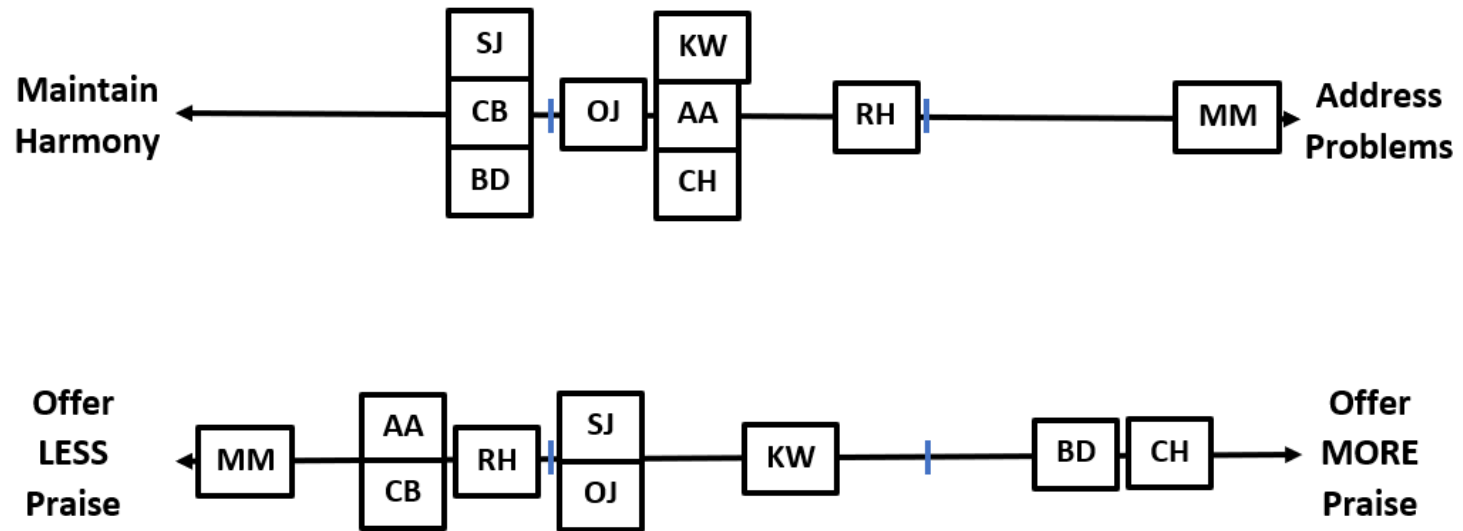 Maintain
Harmony
SJ
CB
BD
OJ
KW
AA
CH
RH
MM
Address
Problems
Offer
LESS
Praise
MM
AA
CB
RH
SJ
OJ
KW
BD
CH
Offer
MORE
Praise